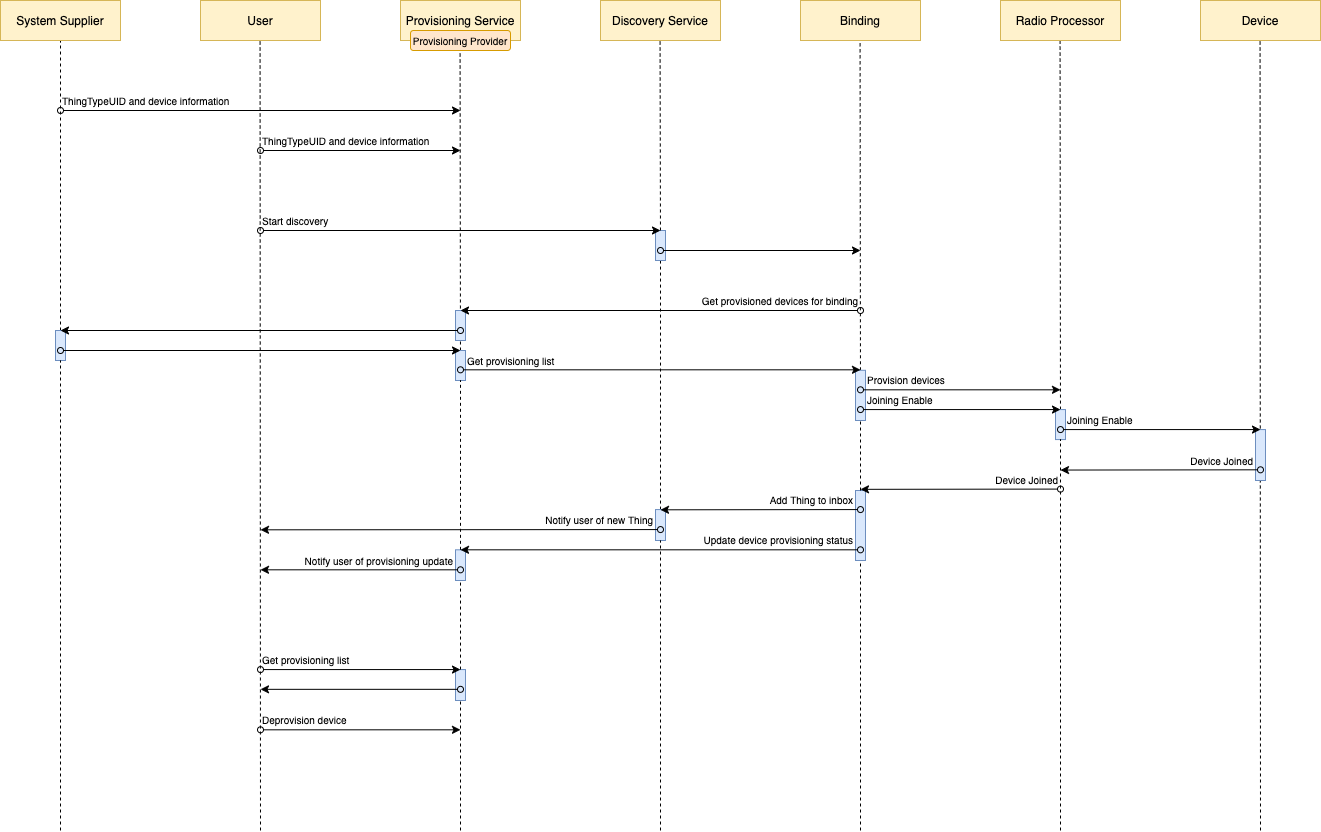 System Supplier
User
Provisioning Service
Provisioning Provider
Discovery Service
Binding
Radio Processor
Device
ThingTypeUID and device information
ThingTypeUID and device information
Start discovery
Get provisioned devices for binding
Get provisioning list
Provision devices
Joining Enable
Joining Enable
Device Joined
Device Joined
Add Thing to inbox
Notify user of new Thing
Update device provisioning status
Notify user of provisioning update
Get provisioning list
Deprovision device